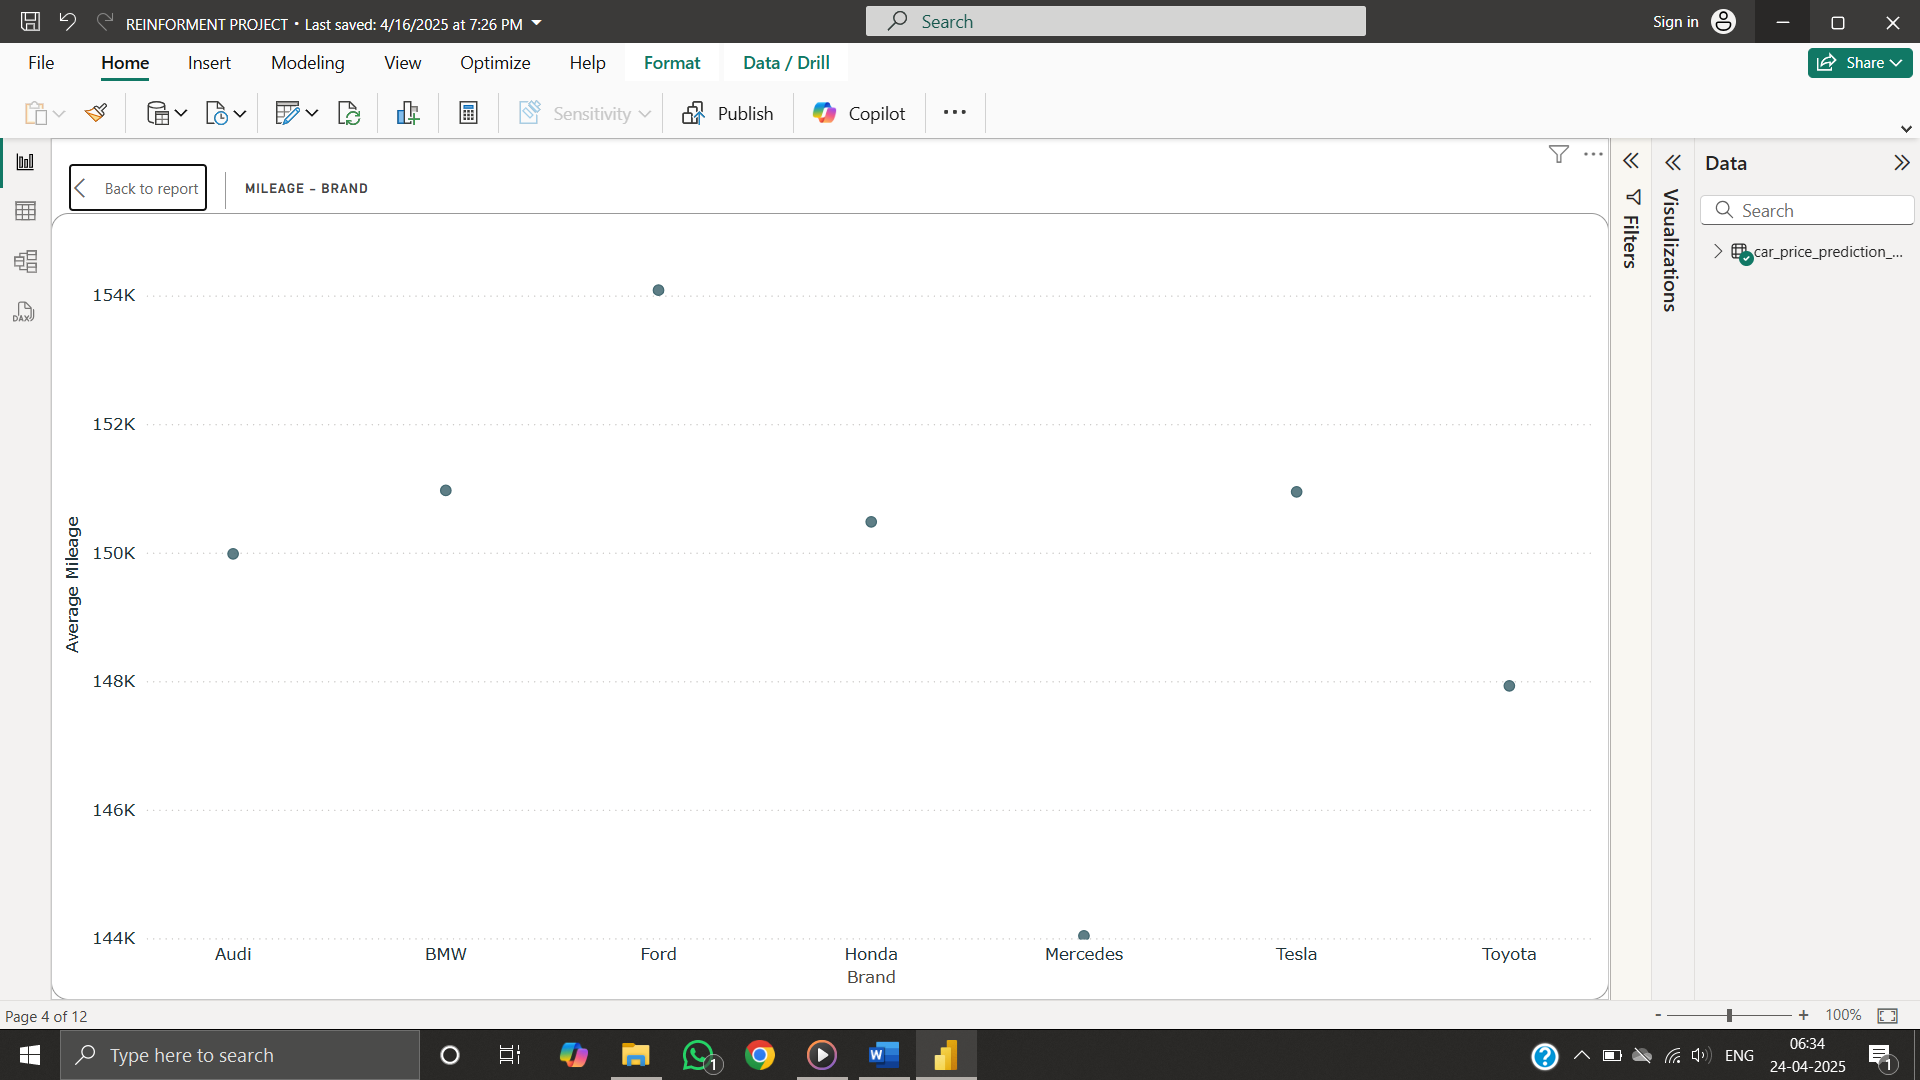 REINFORMENT PROJECT • Last saved: 4/16/2025 at 7:26 PM
Search
Sign in
File Home Insert Modeling View Optimize Help Format Data / Drill
Share
Sensitivity
Publish
Copilot
Back to report
MILEAGE - BRAND
Filters
Visualizations
Data
Search
car_price_prediction_...
DAX
154K
152K
150K
148K
146K
144K
Average Mileage
Audi BMW Ford Honda Mercedes Tesla Toyota
Brand
Page 4 of 12
- + 100%
Type here to search
1
W
?
ENG
06:34
24-04-2025
1